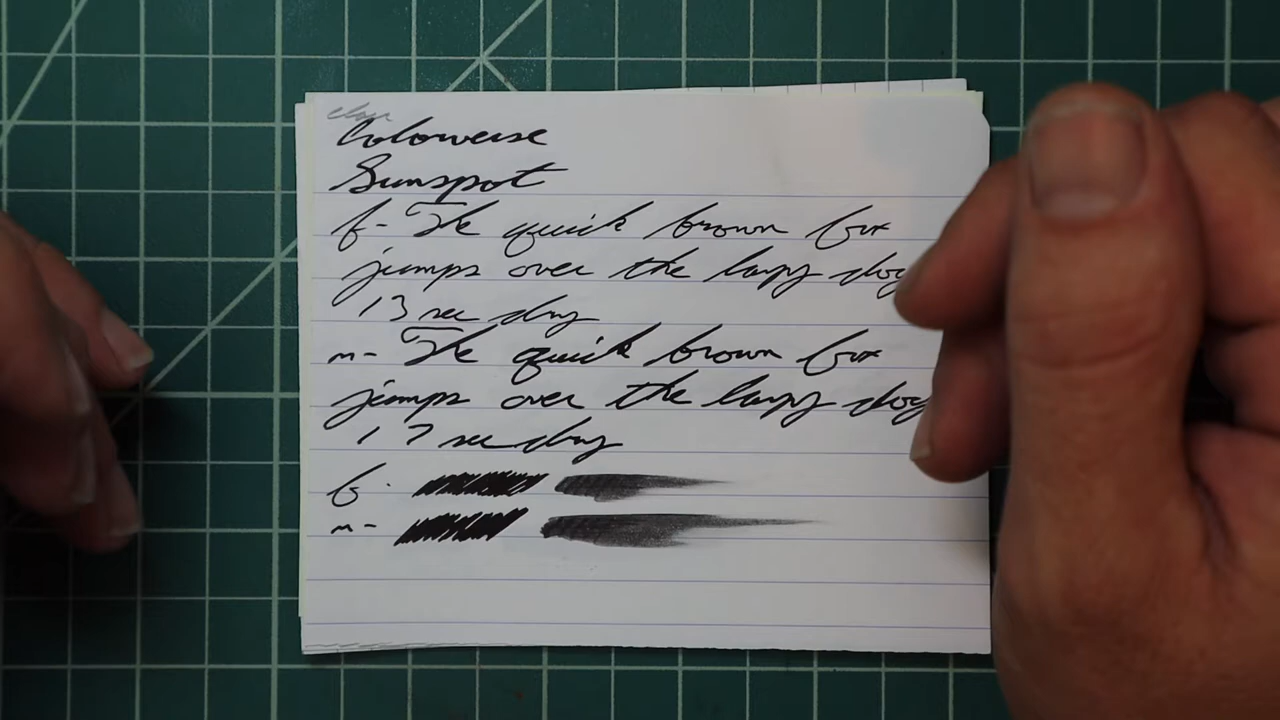 Colorverse
Sunspot
f- The quick brown fox
jumps over the lazy dog
13 sec dry
m- The quick brown fox
jumps over the lazy dog
17 sec dry
f-
m-